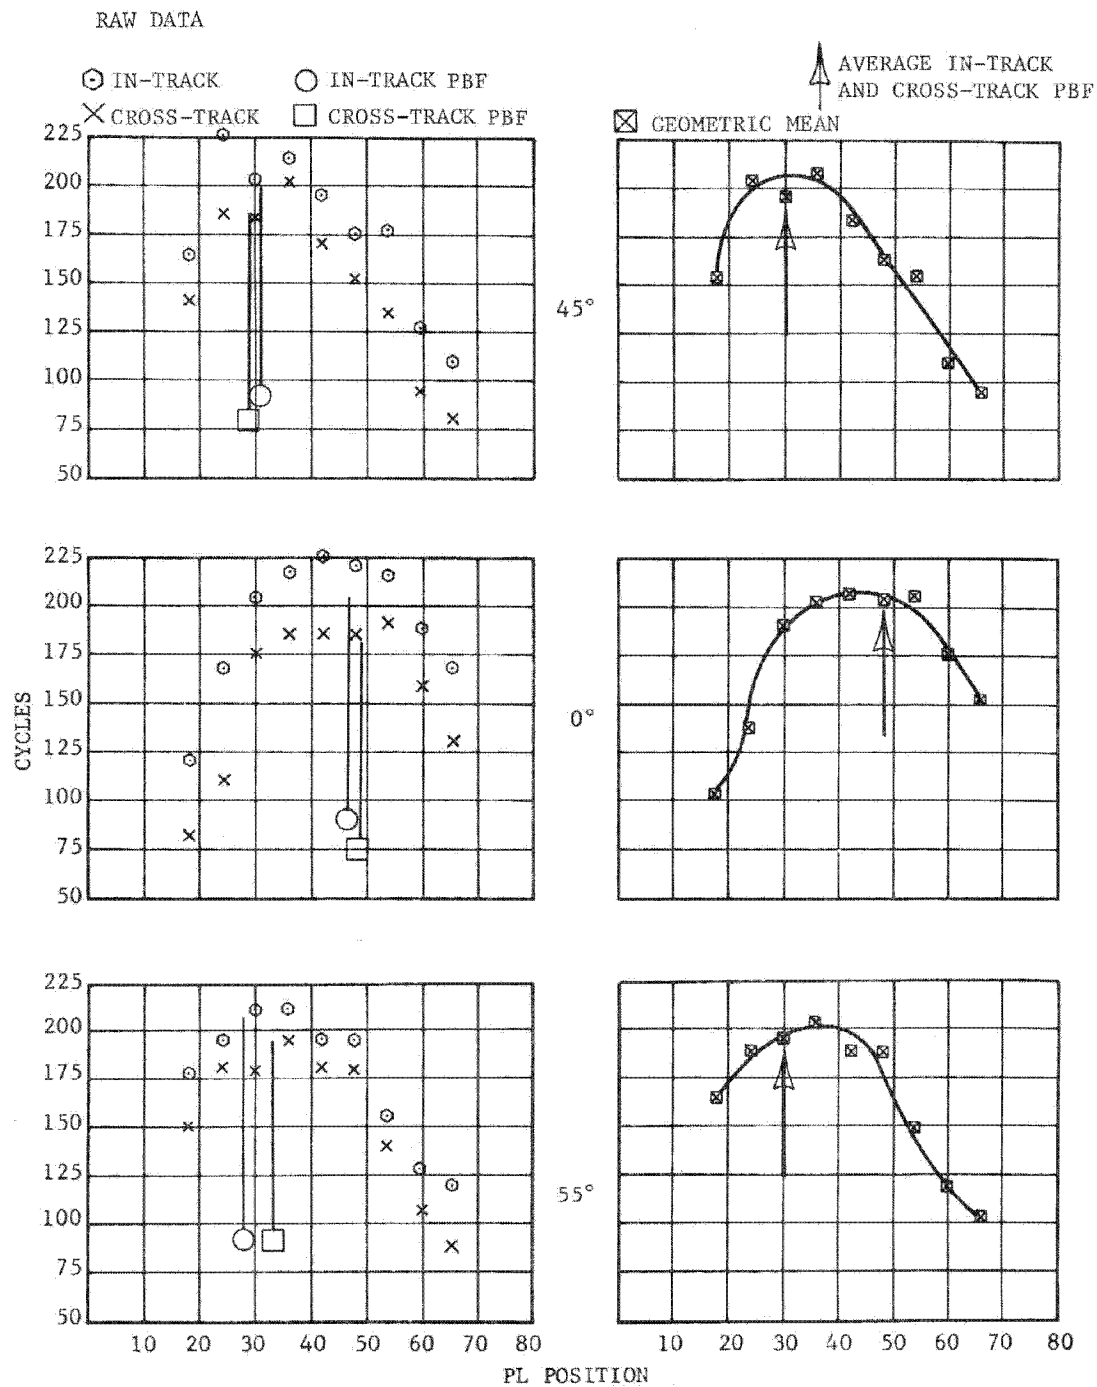 RAW DATA
IN-TRACK
IN-TRACK PBF
CROSS-TRACK
CROSS-TRACK PBF
AVERAGE IN-TRACK
AND CROSS-TRACK PBF
GEOMETRIC MEAN
225
200
175
150
125
100
75
50
45°
225
200
175
150
125
100
75
50
0°
CYCLES
225
200
175
150
125
100
75
50
55°
10 20 30 40 50 60 70 80
10 20 30 40 50 60 70 80
PL POSITION